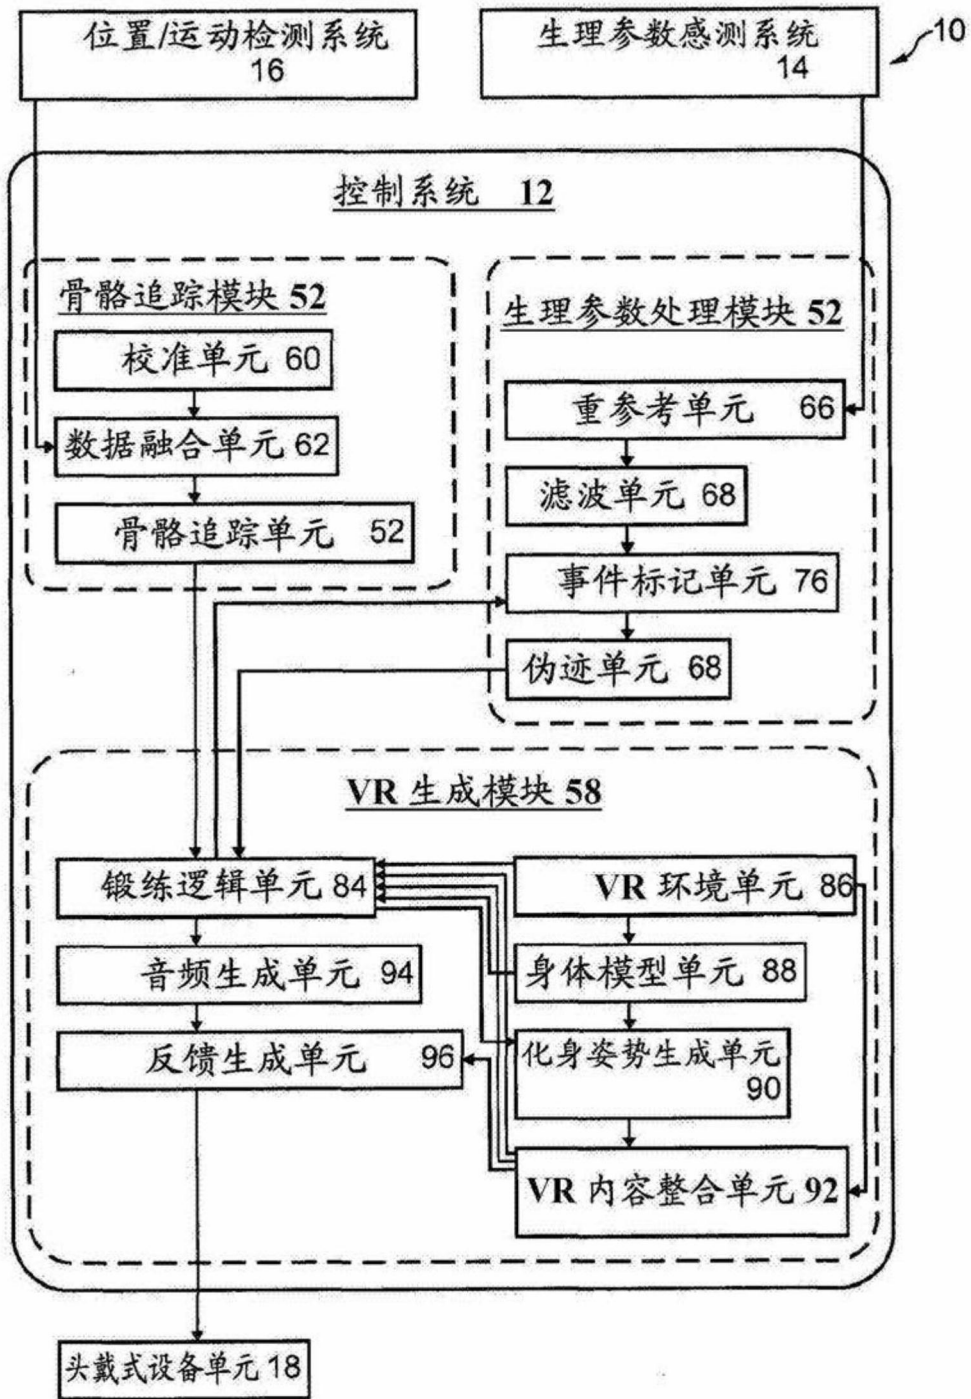 位置/运动检测系统
16
生理参数感测系统
14
10
控制系统 12
骨骼追踪模块 52
校准单元 60
数据融合单元 62
骨骼追踪单元 52
生理参数处理模块 52
重参考单元 66
滤波单元 68
事件标记单元 76
伪迹单元 68
VR 生成模块 58
锻练逻辑单元 84
音频生成单元 94
反馈生成单元 96
VR 环境单元 86
身体模型单元 88
化身姿势生成单元
90
VR 内容整合单元 92
头戴式设备单元 18